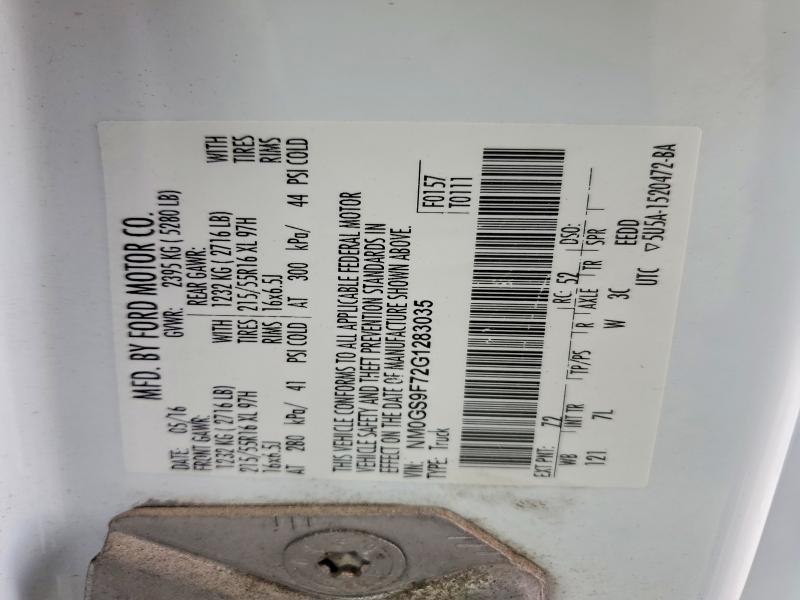 MFD. BY FORD MOTOR CO.
DATE: 05/16 GVWR: 2395 KG ( 5280 LB)
FRONT GAWR: REAR GAWR:
1232 KG ( 2716 LB) WITH 1232 KG ( 2716 LB) WITH
215/55R16 XL 97H TIRES 215/55R16 XL 97H TIRES
16x6.5J RIMS 16x6.5J RIMS
AT 280 kPa/ 41 PSI COLD AT 300 kPa/ 44 PSI COLD
THIS VEHICLE CONFORMS TO ALL APPLICABLE FEDERAL MOTOR
VEHICLE SAFETY AND THEFT PREVENTION STANDARDS IN
EFFECT ON THE DATE OF MANUFACTURE SHOWN ABOVE.
VIN: NM0GS9F72G1283035 F0157
TYPE: Truck T0111
EXT PNT: 7Z RC: 52 DSO:
WB INT TR TP/PS R AXLE TR SPR
121 7L W 3C EEDD
UTC ▽5U5A-1520472-BA